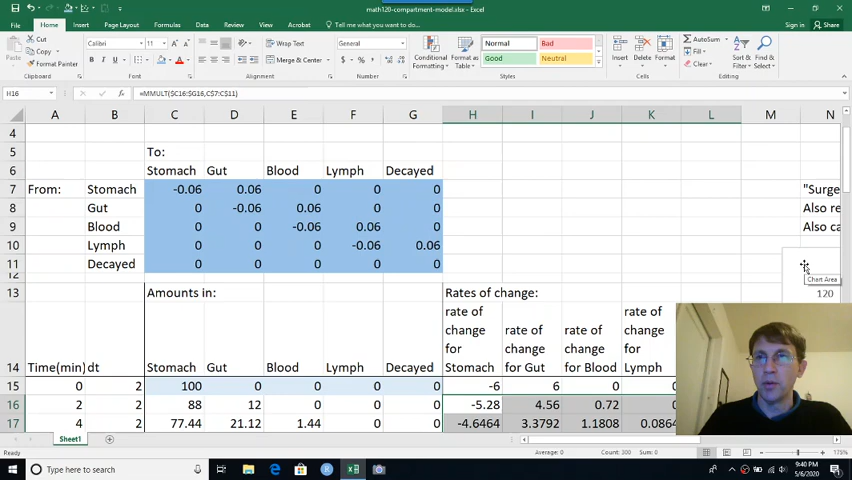 math120-compartment-model.xlsx - Excel
Sign in Share
File Home Insert Page Layout Formulas Data Review View Acrobat Tell me what you want to do
Cut
Copy
Format Painter
Clipboard
Calibri 11
B I U
Font
Wrap Text
Merge & Center
Alignment
General
$ % ,
Number
Conditional Formatting
Format as Table
Normal Bad
Good Neutral
Styles
Insert Delete Format
Cells
AutoSum
Fill
Clear
Sort & Filter
Find & Select
Editing
H16 =MMULT($C16:$G16,C$7:C$11)
A B C D E F G H I J K L M N
4
5 To:
6 Stomach Gut Blood Lymph Decayed
7 From: Stomach -0.06 0.06 0 0 0 "Surge
8 Gut 0 -0.06 0.06 0 0 Also re
9 Blood 0 0 -0.06 0.06 0 Also ca
10 Lymph 0 0 0 -0.06 0.06
11 Decayed 0 0 0 0 0
12
Chart Area
13 Amounts in: Rates of change: 120
14 Time(min) dt Stomach Gut Blood Lymph Decayed rate of change for Stomach rate of change for Gut rate of change for Blood rate of change for Lymph
15 0 2 100 0 0 0 0 -6 6 0 0
16 2 2 88 12 0 0 0 -5.28 4.56 0.72 0
17 4 2 77.44 21.12 1.44 0 0 -4.6464 3.3792 1.1808 0.0864
Sheet1
Average: 0 Count: 300 Sum: 0
Type here to search
9:40 PM
5/6/2020